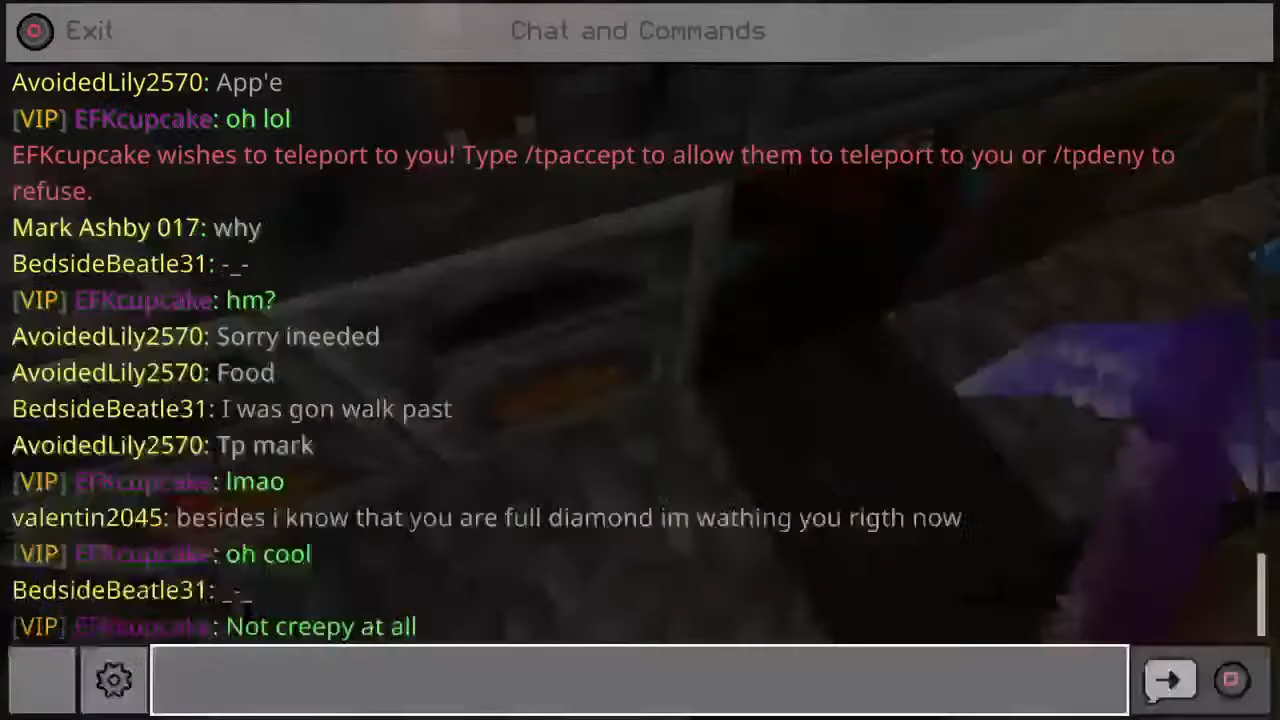 Exit
Chat and Commands
AvoidedLily2570: App'e
[VIP] EFKcupcake: oh lol
EFKcupcake wishes to teleport to you! Type /tpaccept to allow them to teleport to you or /tpdeny to
refuse.
Mark Ashby 017: why
BedsideBeatle31: -_-
[VIP] EFKcupcake: hm?
AvoidedLily2570: Sorry ineeded
AvoidedLily2570: Food
BedsideBeatle31: I was gon walk past
AvoidedLily2570: Tp mark
[VIP] EFKcupcake: lmao
valentin2045: besides i know that you are full diamond im wathing you rigth now
[VIP] EFKcupcake: oh cool
BedsideBeatle31: _-_
[VIP] EFKcupcake: Not creepy at all